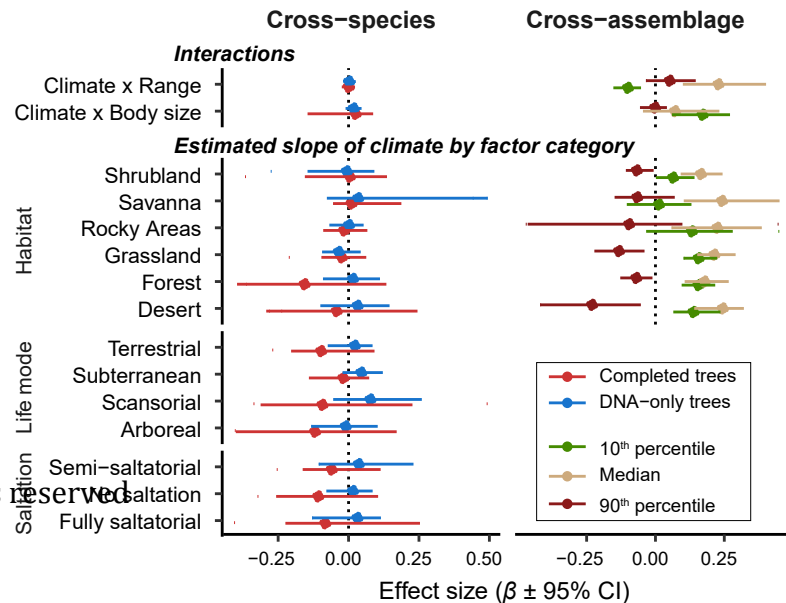 Cross−species Cross−assemblage
Interactions
Climate x Range
Climate x Body size
Estimated slope of climate by factor category
Habitat
Shrubland
Savanna
Rocky Areas
Grassland
Forest
Desert
Life mode
Terrestrial
Subterranean
Scansorial
Arboreal
Saltation
Semi−saltatorial
No saltation
Fully saltatorial
reserved
Completed trees
DNA−only trees
10th percentile
Median
90th percentile
−0.25 0.00 0.25 0.50 −0.25 0.00 0.25
Effect size (β ± 95% CI)